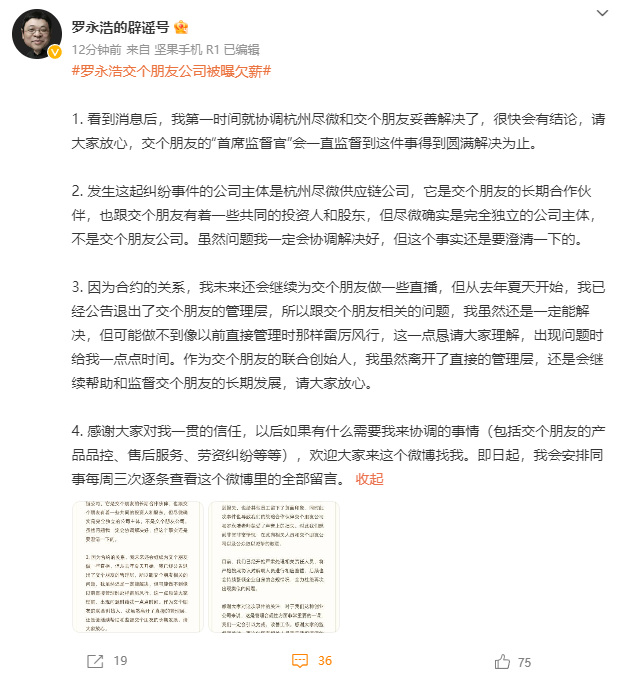 罗永浩的辟谣号
12分钟前 来自 坚果手机 R1 已编辑
#罗永浩交个朋友公司被曝欠薪#
1. 看到消息后，我第一时间就协调杭州尽微和交个朋友妥善解决了，很快会有结论，请
大家放心，交个朋友的“首席监督官”会一直监督到这件事得到圆满解决为止。
2. 发生这起纠纷事件的公司主体是杭州尽微供应链公司，它是交个朋友的长期合作伙
伴，也跟交个朋友有着一些共同的投资人和股东，但尽微确实是完全独立的公司主体，
不是交个朋友公司。虽然问题我一定会协调解决好，但这个事实还是要澄清一下的。
3. 因为合约的关系，我未来还会继续为交个朋友做一些直播，但从去年夏天开始，我已
经公告退出了交个朋友的管理层，所以跟交个朋友相关的问题，我虽然还是一定能解
决，但可能做不到像以前直接管理时那样雷厉风行，这一点恳请大家理解，出现问题时
给我一点点时间。作为交个朋友的联合创始人，我虽然离开了直接的管理层，还是会继
续帮助和监督交个朋友的长期发展，请大家放心。
4. 感谢大家对我一贯的信任，以后如果有什么需要我来协调的事情（包括交个朋友的产
品品控、售后服务、劳资纠纷等等），欢迎大家来这个微博找我。即日起，我会安排同
事每周三次逐条查看这个微博里的全部留言。 收起
19
36
75